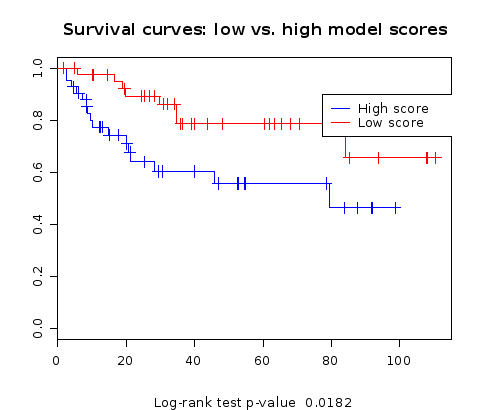 Survival curves: low vs. high model scores
1.0
0.8
0.6
0.4
0.2
0.0
High score
Low score
0 20 40 60 80 100
Log-rank test p-value 0.0182